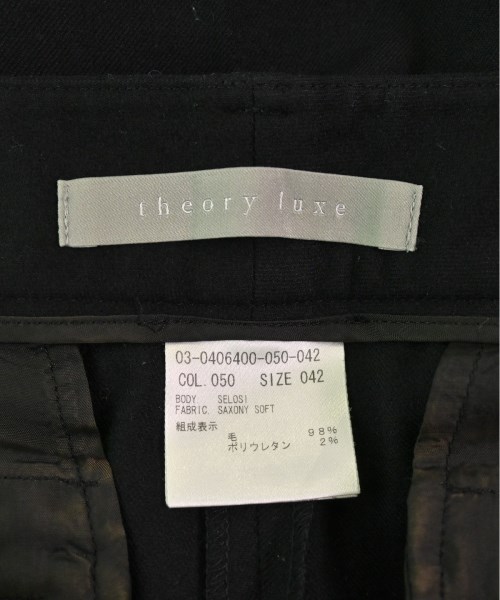 theory luxe
03-0406400-050-042
COL.050 SIZE 042
BODY. SELOSI
FABRIC. SAXONY SOFT
組成表示
毛 98%
ポリウレタン 2%